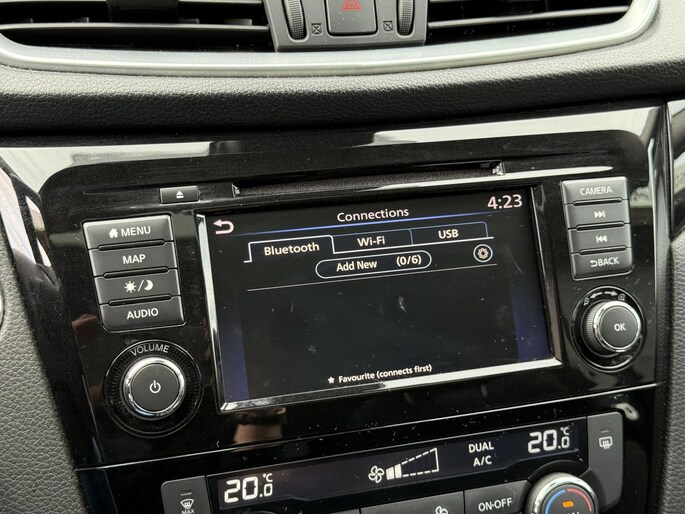 Connections
4:23
Bluetooth
Wi-Fi
USB
Add New (0/6)
★ Favourite (connects first)
MENU
MAP
AUDIO
VOLUME
CAMERA
BACK
OK
20.0°C
DUAL
A/C
20.0°C
MAX
ON-OFF